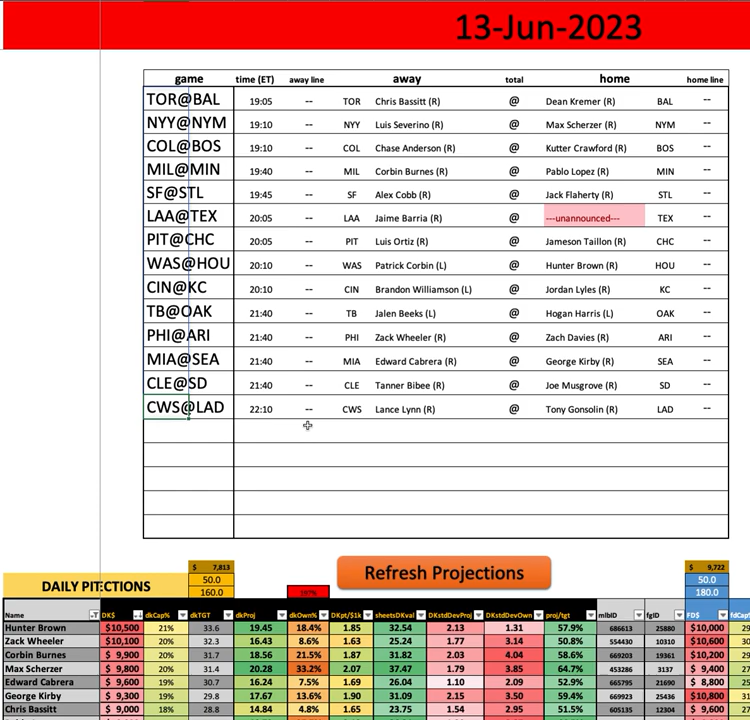 13-Jun-2023
game time (ET) away line away total home home line
TOR@BAL 19:05 -- TOR Chris Bassitt (R) @ Dean Kremer (R) BAL --
NYY@NYM 19:10 -- NYY Luis Severino (R) @ Max Scherzer (R) NYM --
COL@BOS 19:10 -- COL Chase Anderson (R) @ Kutter Crawford (R) BOS --
MIL@MIN 19:40 -- MIL Corbin Burnes (R) @ Pablo Lopez (R) MIN --
SF@STL 19:45 -- SF Alex Cobb (R) @ Jack Flaherty (R) STL --
LAA@TEX 20:05 -- LAA Jaime Barria (R) @ ---unannounced--- TEX --
PIT@CHC 20:05 -- PIT Luis Ortiz (R) @ Jameson Taillon (R) CHC --
WAS@HOU 20:10 -- WAS Patrick Corbin (L) @ Hunter Brown (R) HOU --
CIN@KC 20:10 -- CIN Brandon Williamson (L) @ Jordan Lyles (R) KC --
TB@OAK 21:40 -- TB Jalen Beeks (L) @ Hogan Harris (L) OAK --
PHI@ARI 21:40 -- PHI Zack Wheeler (R) @ Zach Davies (R) ARI --
MIA@SEA 21:40 -- MIA Edward Cabrera (R) @ George Kirby (R) SEA --
CLE@SD 21:40 -- CLE Tanner Bibee (R) @ Joe Musgrove (R) SD --
CWS@LAD 22:10 -- CWS Lance Lynn (R) @ Tony Gonsolin (R) LAD --
$ 7,813 Refresh Projections $ 9,722
DAILY PITECTIONS 50.0 50.0
160.0 197% 180.0
Name DK$ dkCap% dkTGT dkProj dkOwn% DKpt/$1k sheetsDKval DKstdDevProj DKstdDevOwn proj/tgt mlbID fgID FD$ fdCap%
Hunter Brown $10,500 21% 33.6 19.45 18.4% 1.85 32.54 2.13 1.31 57.9% 686613 25880 $10,000 29
Zack Wheeler $10,100 20% 32.3 16.43 8.6% 1.63 25.24 1.77 3.14 50.8% 554430 10310 $10,600 30
Corbin Burnes $ 9,900 20% 31.7 18.56 21.5% 1.87 31.82 2.03 4.04 58.6% 669203 19361 $10,200 29
Max Scherzer $ 9,800 20% 31.4 20.28 33.2% 2.07 37.47 1.79 3.85 64.7% 453286 3137 $ 9,400
Edward Cabrera $ 9,600 19% 30.7 16.24 7.5% 1.69 26.04 1.10 2.09 52.9% 665795 21690 $ 8,800
George Kirby $ 9,300 19% 29.8 17.67 13.6% 1.90 31.09 2.15 3.50 59.4% 669923 25436 $10,800 31
Chris Bassitt $ 9,000 18% 28.8 14.84 4.8% 1.65 23.75 1.54 2.95 51.5% 605135 12304 $ 9,600